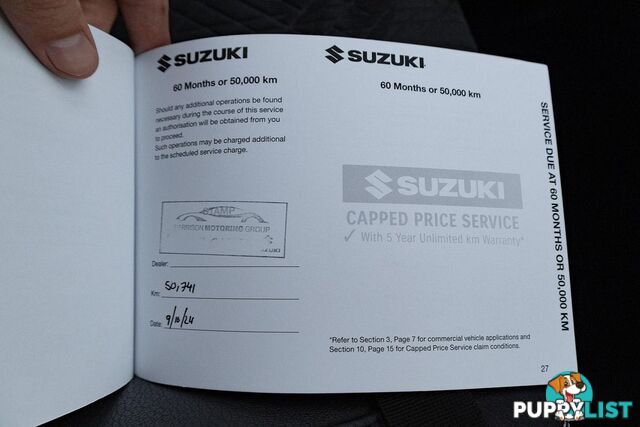 SUZUKI
60 Months or 50,000 km
Should any additional operations be found
necessary during the course of this service
an authorisation will be obtained from you
to proceed.
Such operations may be charged additional
to the scheduled service charge.
STAMP
HARRISON MOTORING GROUP
SUZUKI
Dealer:
Km: 50,741
Date: 9/10/24
SUZUKI
60 Months or 50,000 km
SUZUKI
CAPPED PRICE SERVICE
✓ With 5 Year Unlimited km Warranty*
*Refer to Section 3, Page 7 for commercial vehicle applications and
Section 10, Page 15 for Capped Price Service claim conditions.
27
SERVICE DUE AT 60 MONTHS OR 50,000 KM
PUPPYLIST